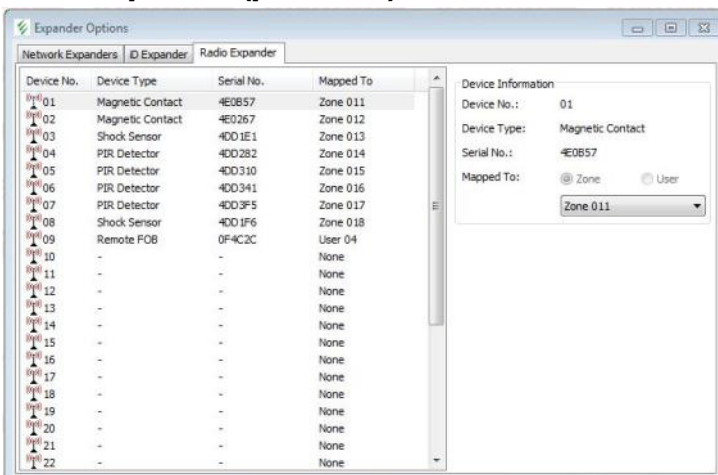 Expander Options
Network Expanders iD Expander Radio Expander
Device No. Device Type Serial No. Mapped To
01 Magnetic Contact 4E0B57 Zone 011
02 Magnetic Contact 4E0267 Zone 012
03 Shock Sensor 4DD1E1 Zone 013
04 PIR Detector 4DD282 Zone 014
05 PIR Detector 4DD310 Zone 015
06 PIR Detector 4DD341 Zone 016
07 PIR Detector 4DD3F5 Zone 017
08 Shock Sensor 4DD1F6 Zone 018
09 Remote FOB 0F4C2C User 04
10 - - None
11 - - None
12 - - None
13 - - None
14 - - None
15 - - None
16 - - None
17 - - None
18 - - None
19 - - None
20 - - None
21 - - None
22 - - None
Device Information
Device No.: 01
Device Type: Magnetic Contact
Serial No.: 4E0B57
Mapped To: Zone User
Zone 011